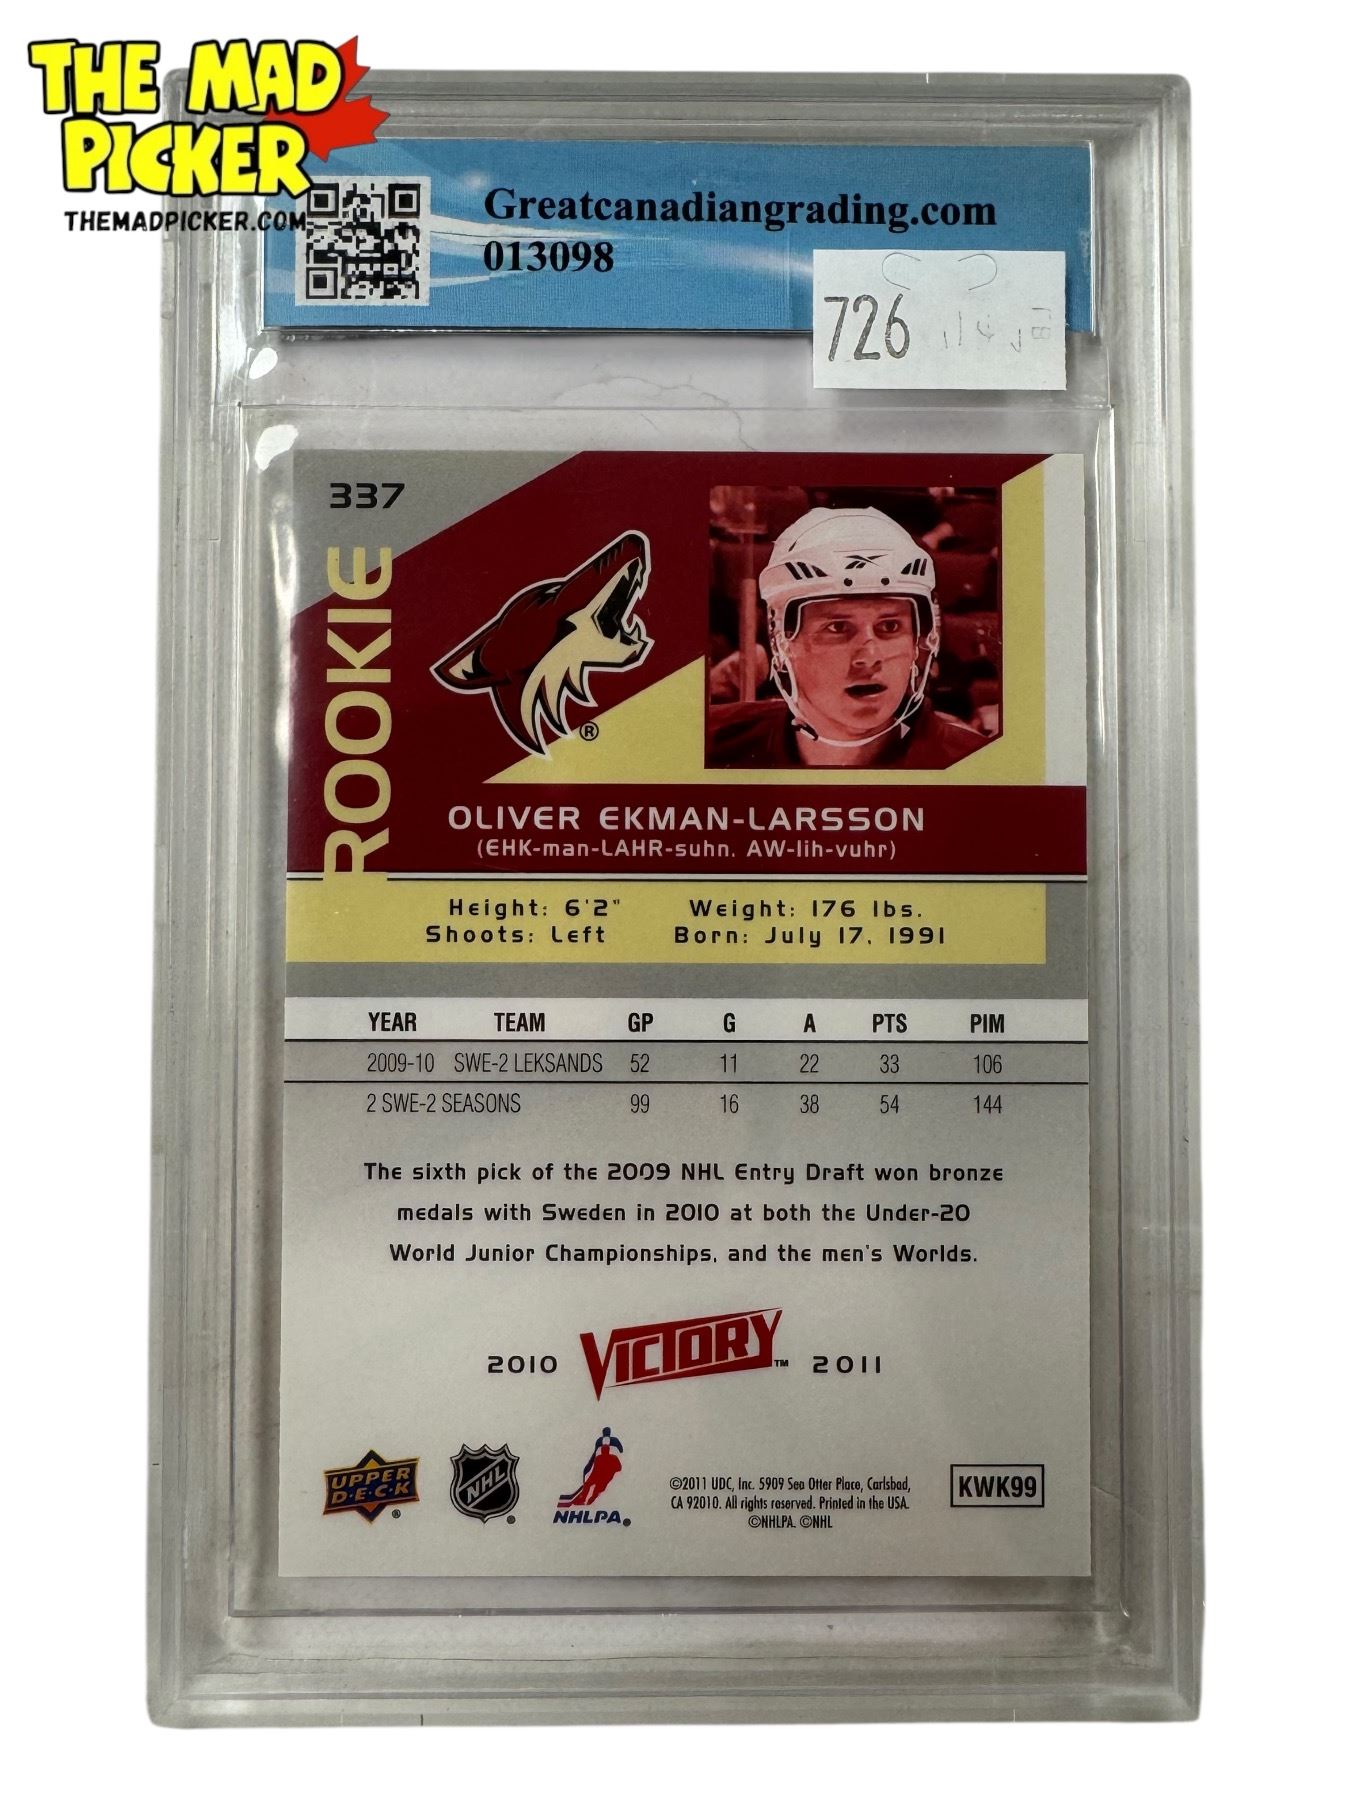 THE MAD
PICKER
THEMADPICKER.COM
Greatcanadiangrading.com
013098
726
337
ROOKIE
®
OLIVER EKMAN-LARSSON
(EHK-man-LAHR-suhn, AW-lih-vuhr)
Height: 6'2" Weight: 176 lbs.
Shoots: Left Born: July 17, 1991
YEAR TEAM GP G A PTS PIM
2009-10 SWE-2 LEKSANDS 52 11 22 33 106
2 SWE-2 SEASONS 99 16 38 54 144
The sixth pick of the 2009 NHL Entry Draft won bronze
medals with Sweden in 2010 at both the Under-20
World Junior Championships, and the men's Worlds.
2010 VICTORY™ 2011
UPPER
D·E·C·K®
NHL®
NHLPA®
©2011 UDC, Inc. 5909 Sea Otter Place, Carlsbad,
CA 92010. All rights reserved. Printed in the USA.
©NHLPA. ©NHL
KWK99